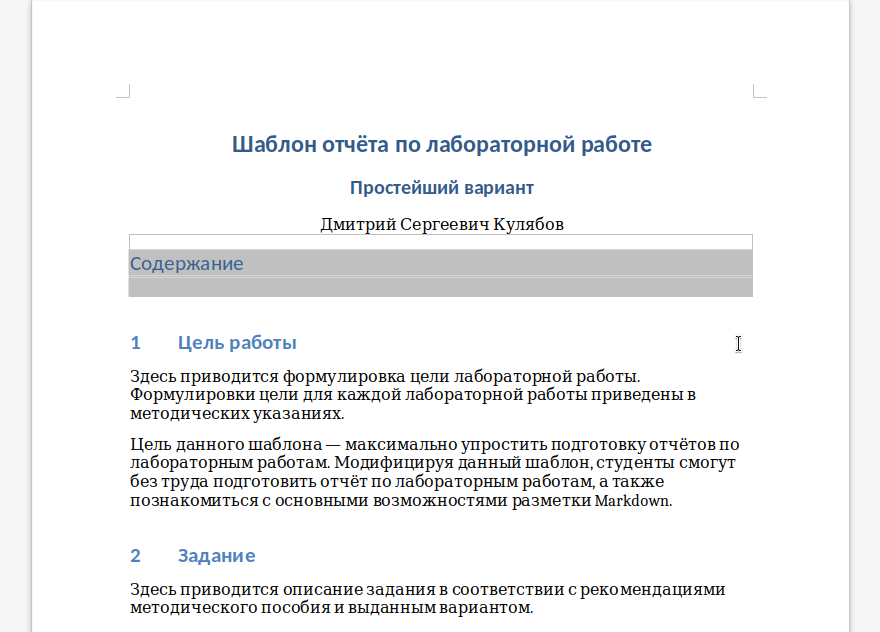 Шаблон отчёта по лабораторной работе
Простейший вариант
Дмитрий Сергеевич Кулябов
Содержание
1 Цель работы
Здесь приводится формулировка цели лабораторной работы.
Формулировки цели для каждой лабораторной работы приведены в
методических указаниях.
Цель данного шаблона — максимально упростить подготовку отчётов по
лабораторным работам. Модифицируя данный шаблон, студенты смогут
без труда подготовить отчёт по лабораторным работам, а также
познакомиться с основными возможностями разметки Markdown.
2 Задание
Здесь приводится описание задания в соответствии с рекомендациями
методического пособия и выданным вариантом.